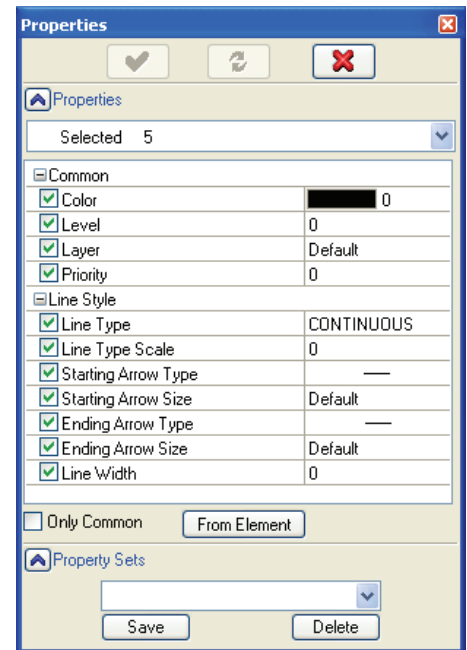 Properties
Properties
Selected 5
Common
Color 0
Level 0
Layer Default
Priority 0
Line Style
Line Type CONTINUOUS
Line Type Scale 0
Starting Arrow Type
Starting Arrow Size Default
Ending Arrow Type
Ending Arrow Size Default
Line Width 0
Only Common From Element
Property Sets
Save Delete